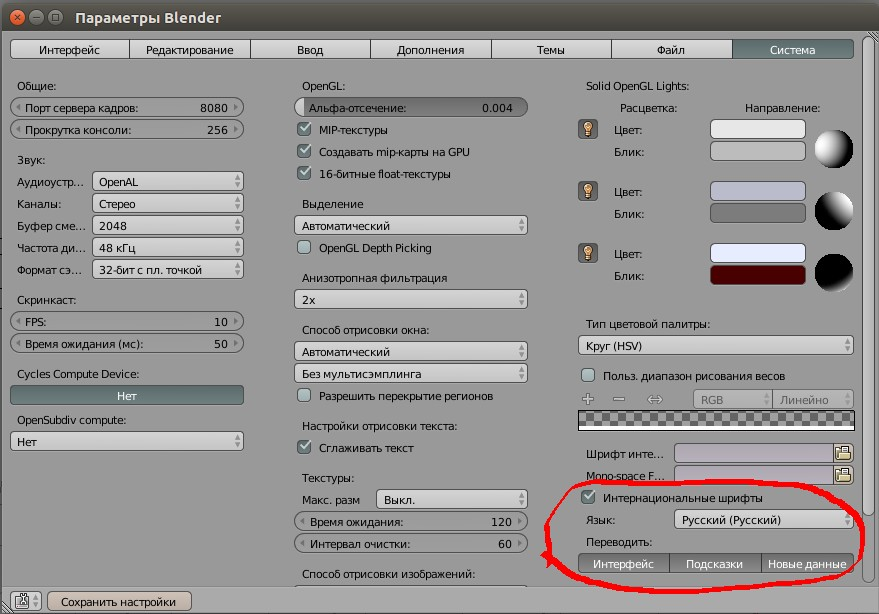 Параметры Blender
Интерфейс
Редактирование
Ввод
Дополнения
Темы
Файл
Система
Общие:
Порт сервера кадров: 8080
Прокрутка консоли: 256
Звук:
Аудиоустр... OpenAL
Каналы: Стерео
Буфер сме... 2048
Частота ди... 48 кГц
Формат сэ... 32-бит с пл. точкой
Скринкаст:
FPS: 10
Время ожидания (мс): 50
Cycles Compute Device:
Нет
OpenSubdiv compute:
Нет
OpenGL:
Альфа-отсечение: 0.004
MIP-текстуры
Создавать mip-карты на GPU
16-битные float-текстуры
Выделение
Автоматический
OpenGL Depth Picking
Анизотропная фильтрация
2x
Способ отрисовки окна:
Автоматический
Без мультисэмплинга
Разрешить перекрытие регионов
Настройки отрисовки текста:
Сглаживать текст
Текстуры:
Макс. разм Выкл.
Время ожидания: 120
Интервал очистки: 60
Способ отрисовки изображений:
Solid OpenGL Lights:
Расцветка: Направление:
Цвет:
Блик:
Цвет:
Блик:
Цвет:
Блик:
Тип цветовой палитры:
Круг (HSV)
Польз. диапазон рисования весов
RGB Линейно
Шрифт инте...
Mono-space F...
Интернациональные шрифты
Язык: Русский (Русский)
Переводить:
Интерфейс Подсказки Новые данные
Сохранить настройки